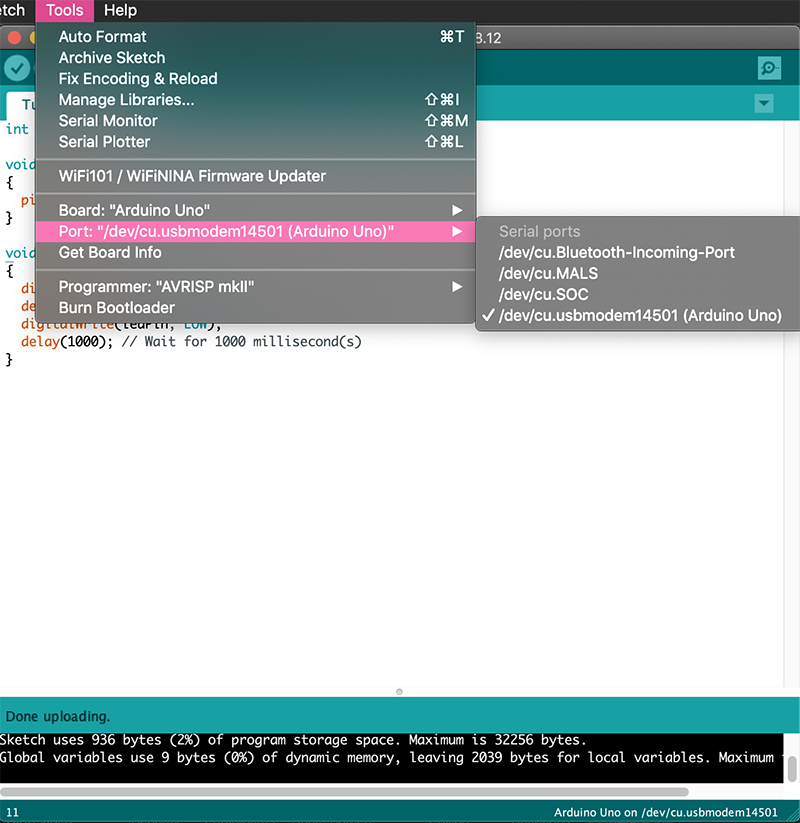 etch Tools Help
3.12
Auto Format ⌘T
Archive Sketch
Fix Encoding & Reload
Manage Libraries... ⇧⌘I
Serial Monitor ⇧⌘M
Serial Plotter ⇧⌘L
WiFi101 / WiFiNINA Firmware Updater
Board: "Arduino Uno"
Port: "/dev/cu.usbmodem14501 (Arduino Uno)"
Get Board Info
Programmer: "AVRISP mkII"
Burn Bootloader
Serial ports
/dev/cu.Bluetooth-Incoming-Port
/dev/cu.MALS
/dev/cu.SOC
✓ /dev/cu.usbmodem14501 (Arduino Uno)
Tu
int
void
{
pi
}
void
{
di
de
digitalWrite(ledPin, LOW);
delay(1000); // Wait for 1000 millisecond(s)
}
Done uploading.
Sketch uses 936 bytes (2%) of program storage space. Maximum is 32256 bytes.
Global variables use 9 bytes (0%) of dynamic memory, leaving 2039 bytes for local variables. Maximum
11 Arduino Uno on /dev/cu.usbmodem14501